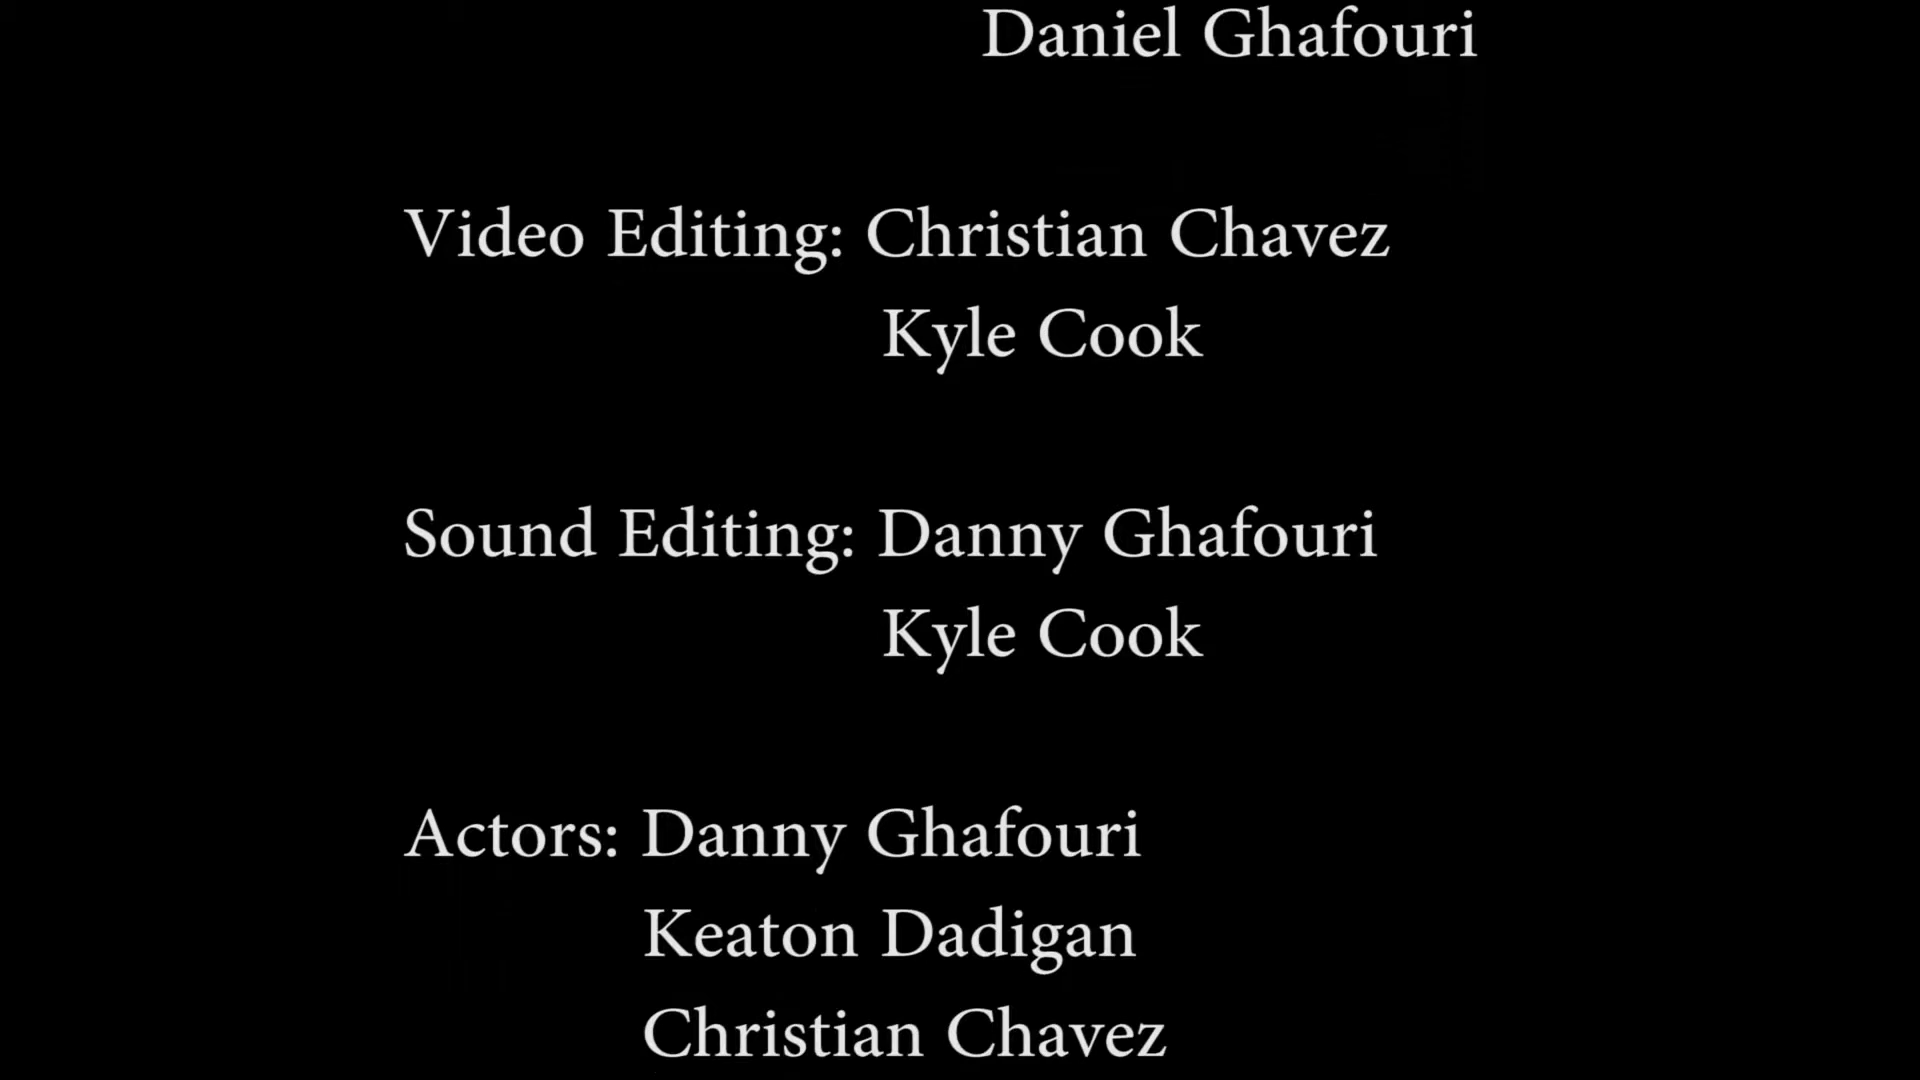 Daniel Ghafouri
Video Editing: Christian Chavez
Kyle Cook
Sound Editing: Danny Ghafouri
Kyle Cook
Actors: Danny Ghafouri
Keaton Dadigan
Christian Chavez